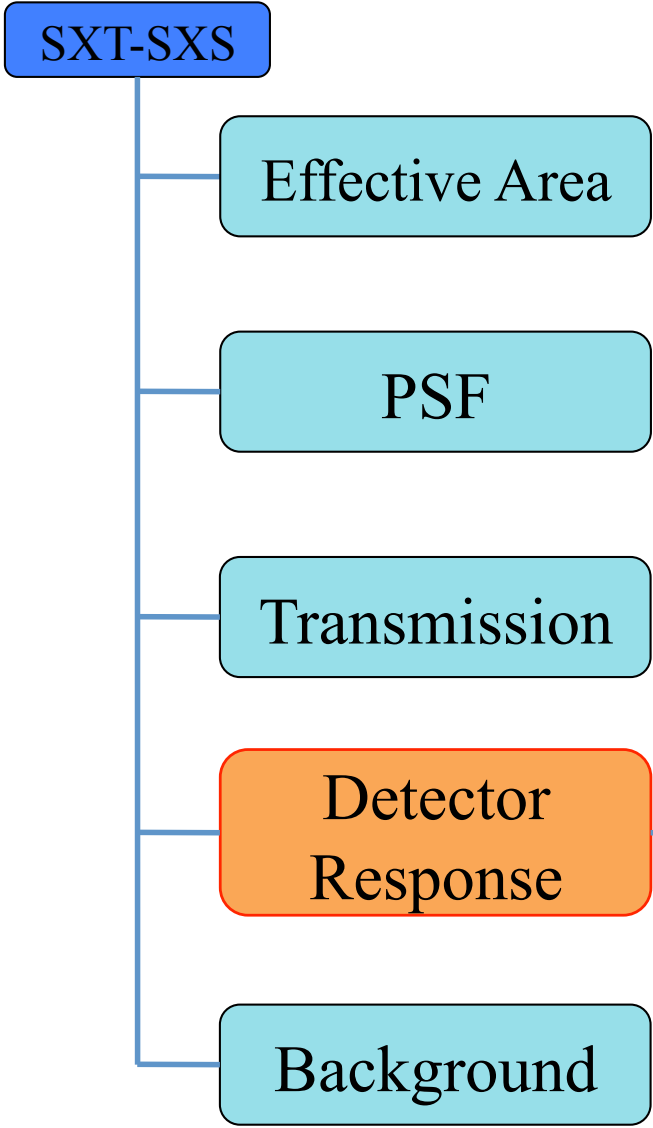 SXT-SXS
Effective Area
PSF
Transmission
Detector
Response
Background